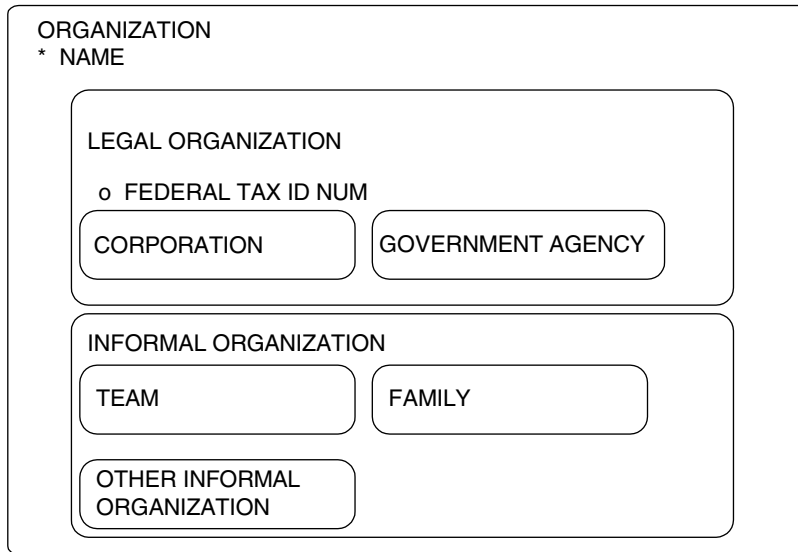 ORGANIZATION
* NAME
LEGAL ORGANIZATION
o FEDERAL TAX ID NUM
CORPORATION
GOVERNMENT AGENCY
INFORMAL ORGANIZATION
TEAM
FAMILY
OTHER INFORMAL
ORGANIZATION